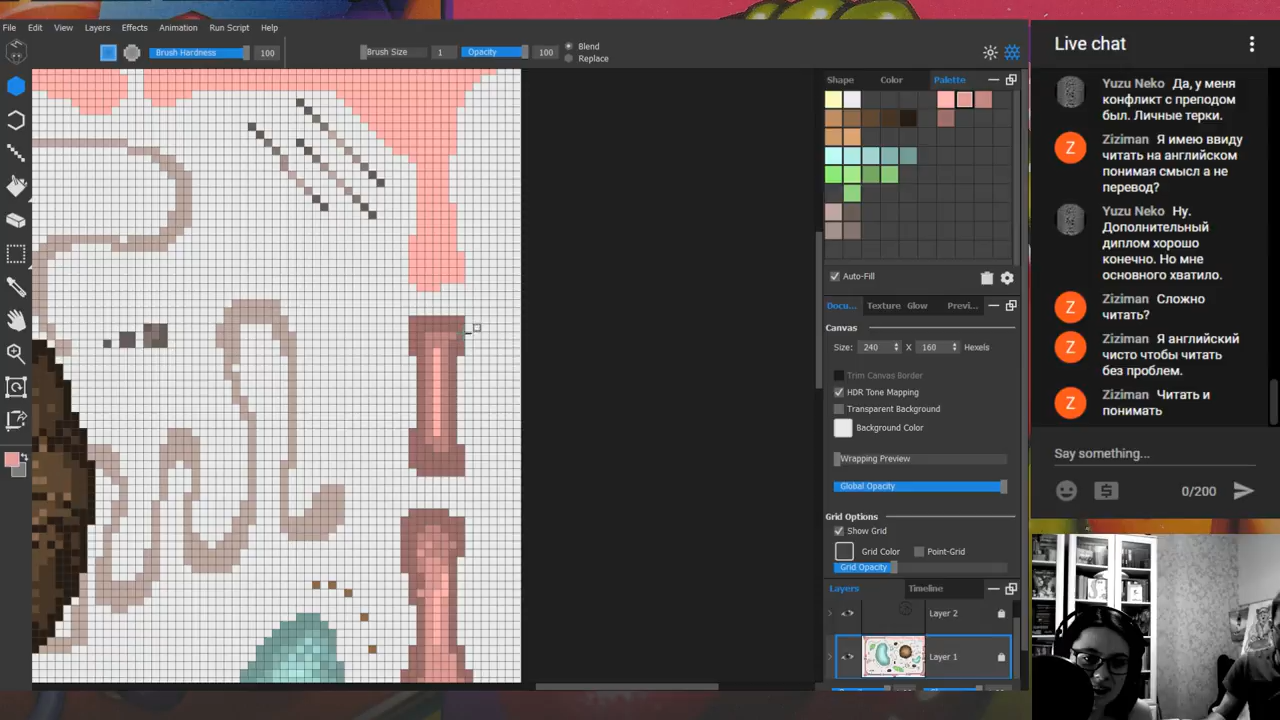 File Edit View Layers Effects Animation Run Script Help
Brush Hardness 100 Brush Size 1 Opacity 100 Blend
Replace
Shape Color Palette
Auto-Fill
Docu... Texture Glow Previ...
Canvas
Size: 240 X 160 Hexels
Trim Canvas Border
HDR Tone Mapping
Transparent Background
Background Color
Wrapping Preview
Global Opacity
Grid Options
Show Grid
Grid Color Point-Grid
Grid Opacity
Layers Timeline
Layer 2
Layer 1
Live chat
Yuzu Neko Да, у меня
конфликт с преподом
был. Личные терки.
Ziziman Я имею ввиду
читать на английском
понимая смысл а не
перевод?
Yuzu Neko Ну.
Дополнительный
диплом хорошо
конечно. Но мне
основного хватило.
Ziziman Сложно
читать?
Ziziman Я английский
чисто чтобы читать
без проблем.
Ziziman Читать и
понимать
Say something...
0/200